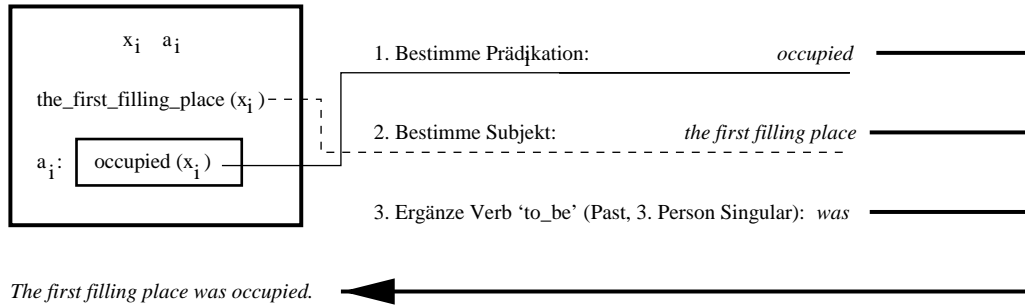 x_i a_i
1. Bestimme Prädikation: occupied
the_first_filling_place (x_i)
2. Bestimme Subjekt: the first filling place
a_i: occupied (x_i)
3. Ergänze Verb ‘to_be’ (Past, 3. Person Singular): was
The first filling place was occupied.